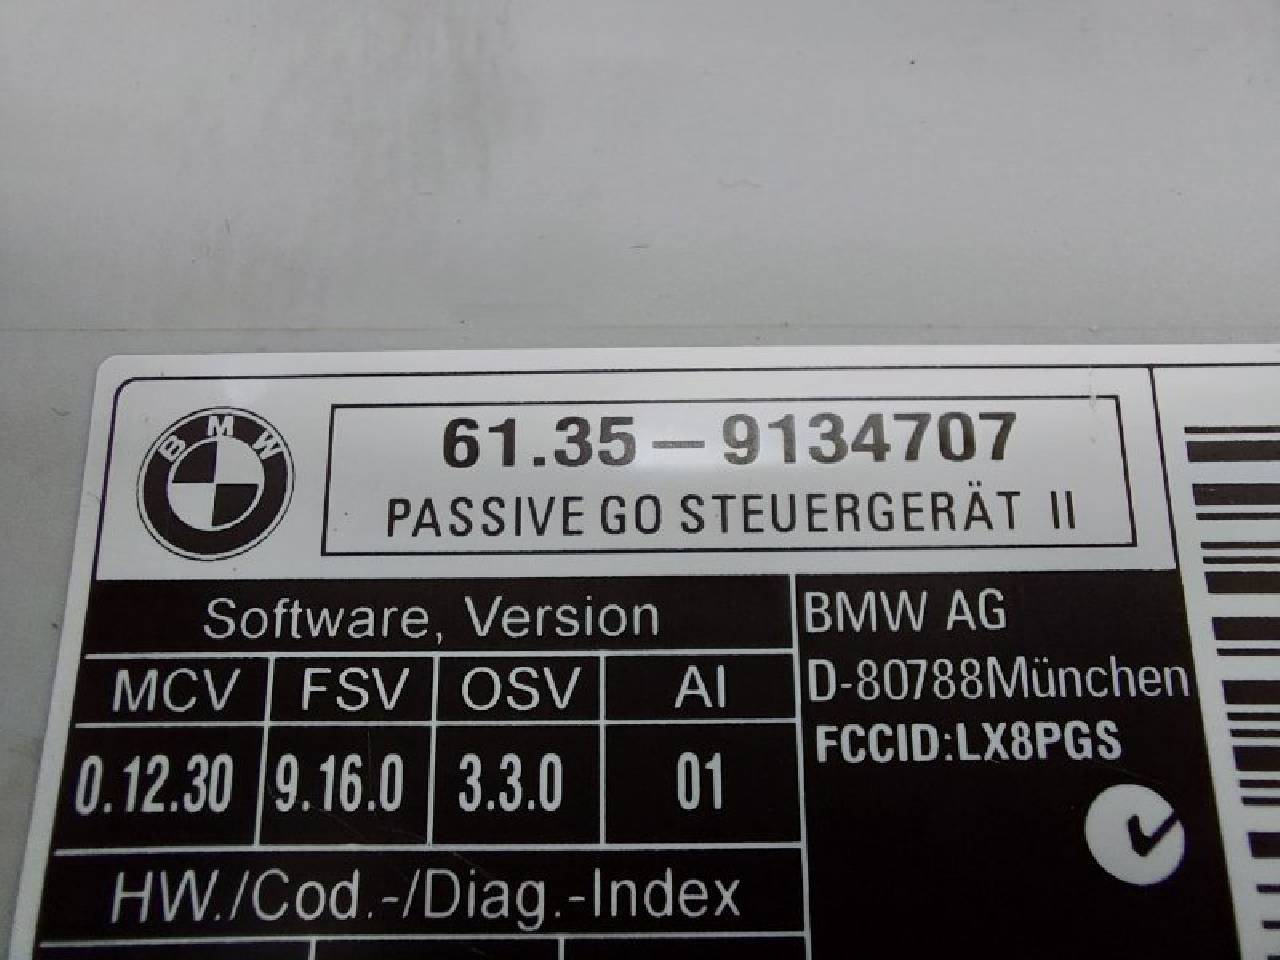 BMW
61.35-9134707
PASSIVE GO STEUERGERÄT II
Software, Version
MCV FSV OSV AI
0.12.30 9.16.0 3.3.0 01
HW./Cod.-/Diag.-Index
BMW AG
D-80788München
FCCID:LX8PGS